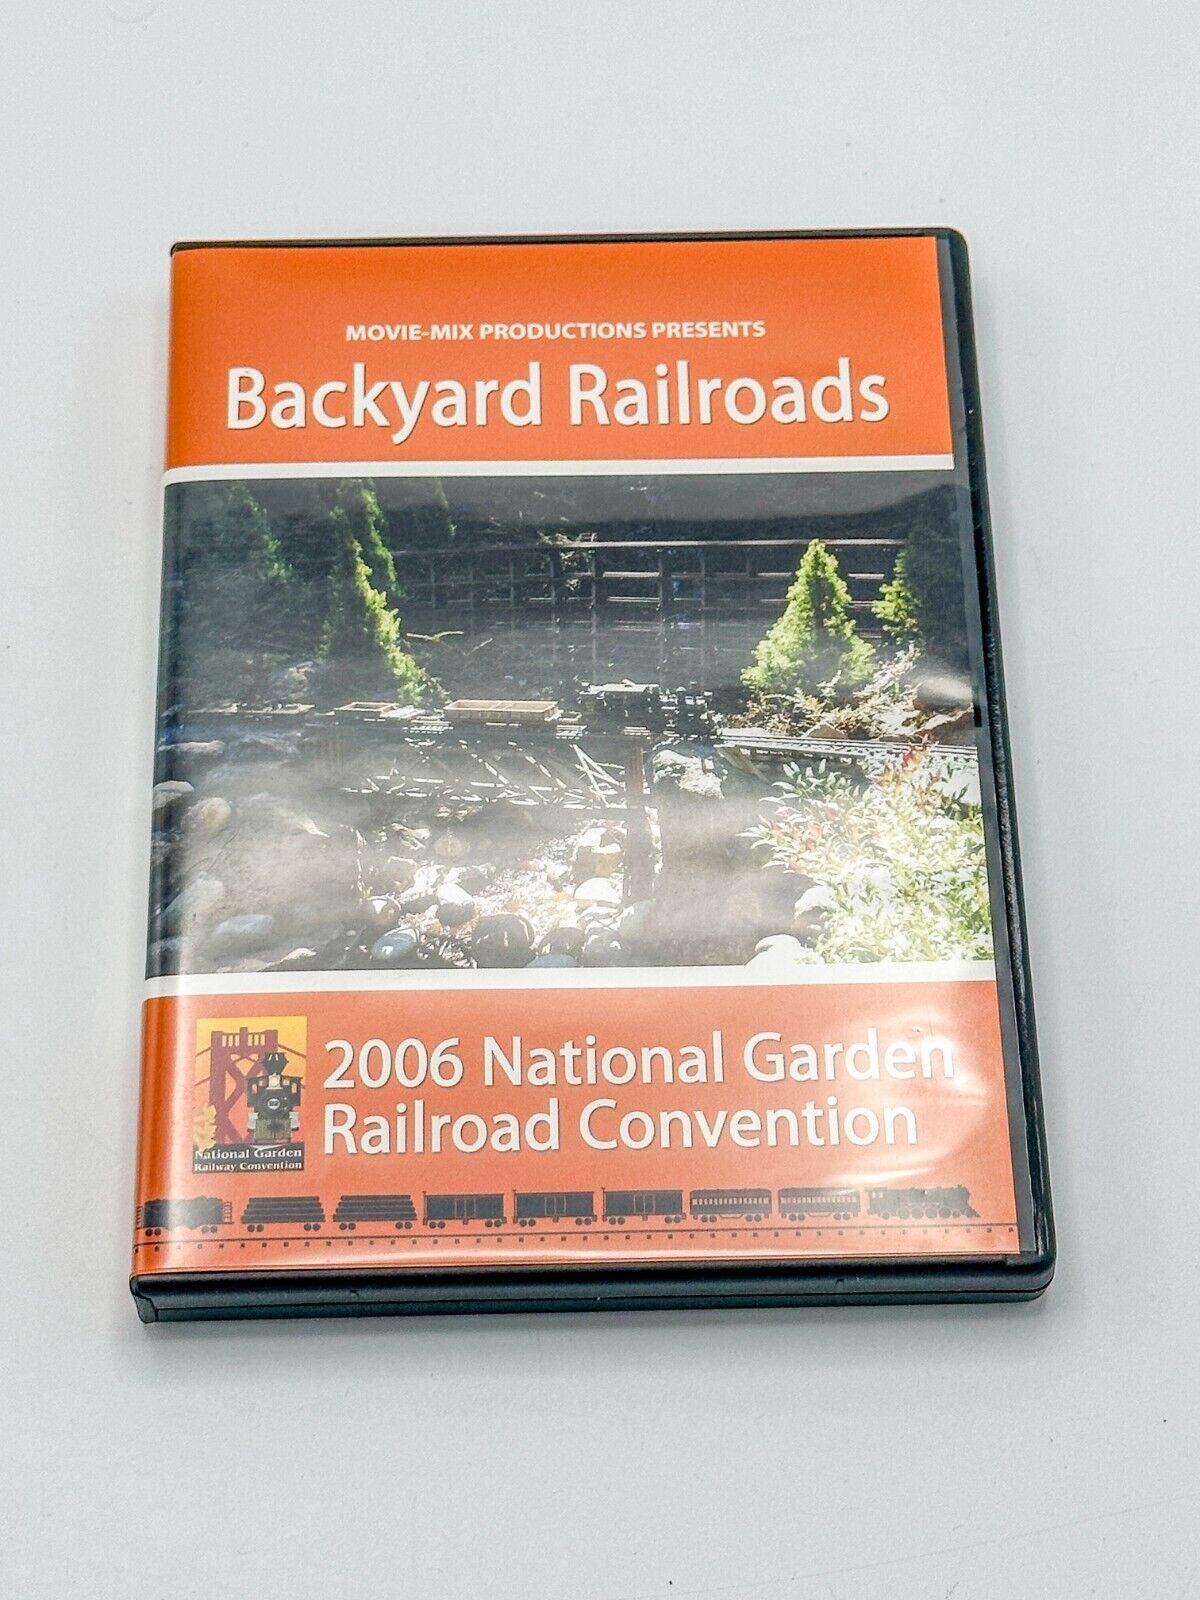 MOVIE-MIX PRODUCTIONS PRESENTS
Backyard Railroads
2006 National Garden
Railroad Convention
National Garden
Railway Convention